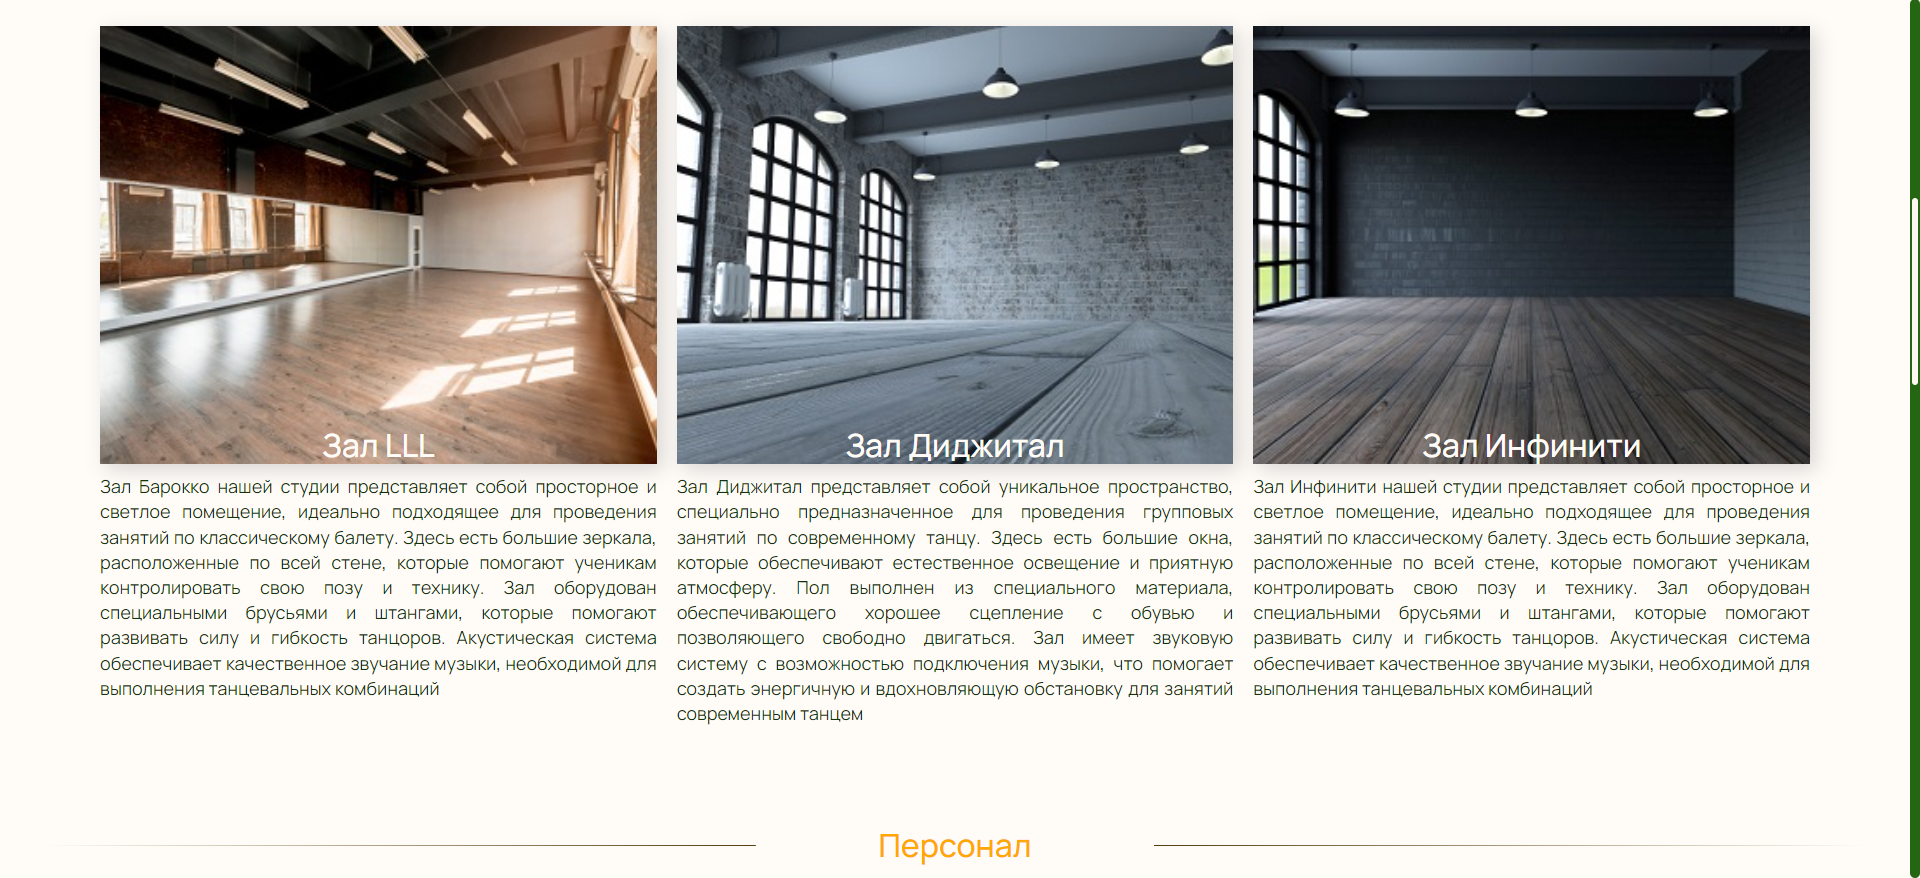 Зал LLL
Зал Барокко нашей студии представляет собой просторное и
светлое помещение, идеально подходящее для проведения
занятий по классическому балету. Здесь есть большие зеркала,
расположенные по всей стене, которые помогают ученикам
контролировать свою позу и технику. Зал оборудован
специальными брусьями и штангами, которые помогают
развивать силу и гибкость танцоров. Акустическая система
обеспечивает качественное звучание музыки, необходимой для
выполнения танцевальных комбинаций
Зал Диджитал
Зал Диджитал представляет собой уникальное пространство,
специально предназначенное для проведения групповых
занятий по современному танцу. Здесь есть большие окна,
которые обеспечивают естественное освещение и приятную
атмосферу. Пол выполнен из специального материала,
обеспечивающего хорошее сцепление с обувью и
позволяющего свободно двигаться. Зал имеет звуковую
систему с возможностью подключения музыки, что помогает
создать энергичную и вдохновляющую обстановку для занятий
современным танцем
Зал Инфинити
Зал Инфинити нашей студии представляет собой просторное и
светлое помещение, идеально подходящее для проведения
занятий по классическому балету. Здесь есть большие зеркала,
расположенные по всей стене, которые помогают ученикам
контролировать свою позу и технику. Зал оборудован
специальными брусьями и штангами, которые помогают
развивать силу и гибкость танцоров. Акустическая система
обеспечивает качественное звучание музыки, необходимой для
выполнения танцевальных комбинаций
Персонал